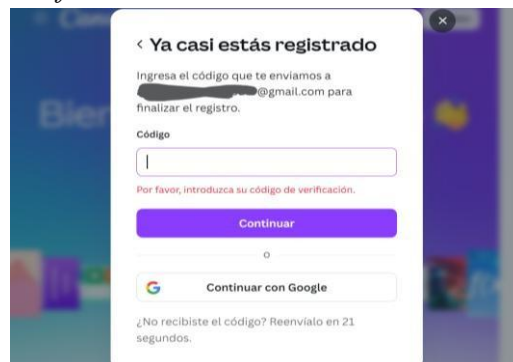 < Ya casi estás registrado
Ingresa el código que te enviamos a
@gmail.com para
finalizar el registro.
Código
Por favor, introduzca su código de verificación.
Continuar
o
Continuar con Google
¿No recibiste el código? Reenvíalo en 21
segundos.
Bien